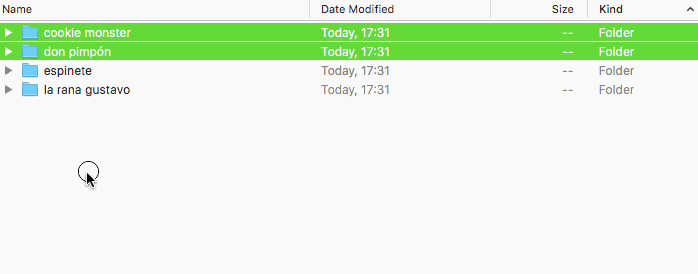 Name Date Modified Size Kind
cookie monster Today, 17:31 -- Folder
don pimpón Today, 17:31 -- Folder
espinete Today, 17:31 -- Folder
la rana gustavo Today, 17:31 -- Folder